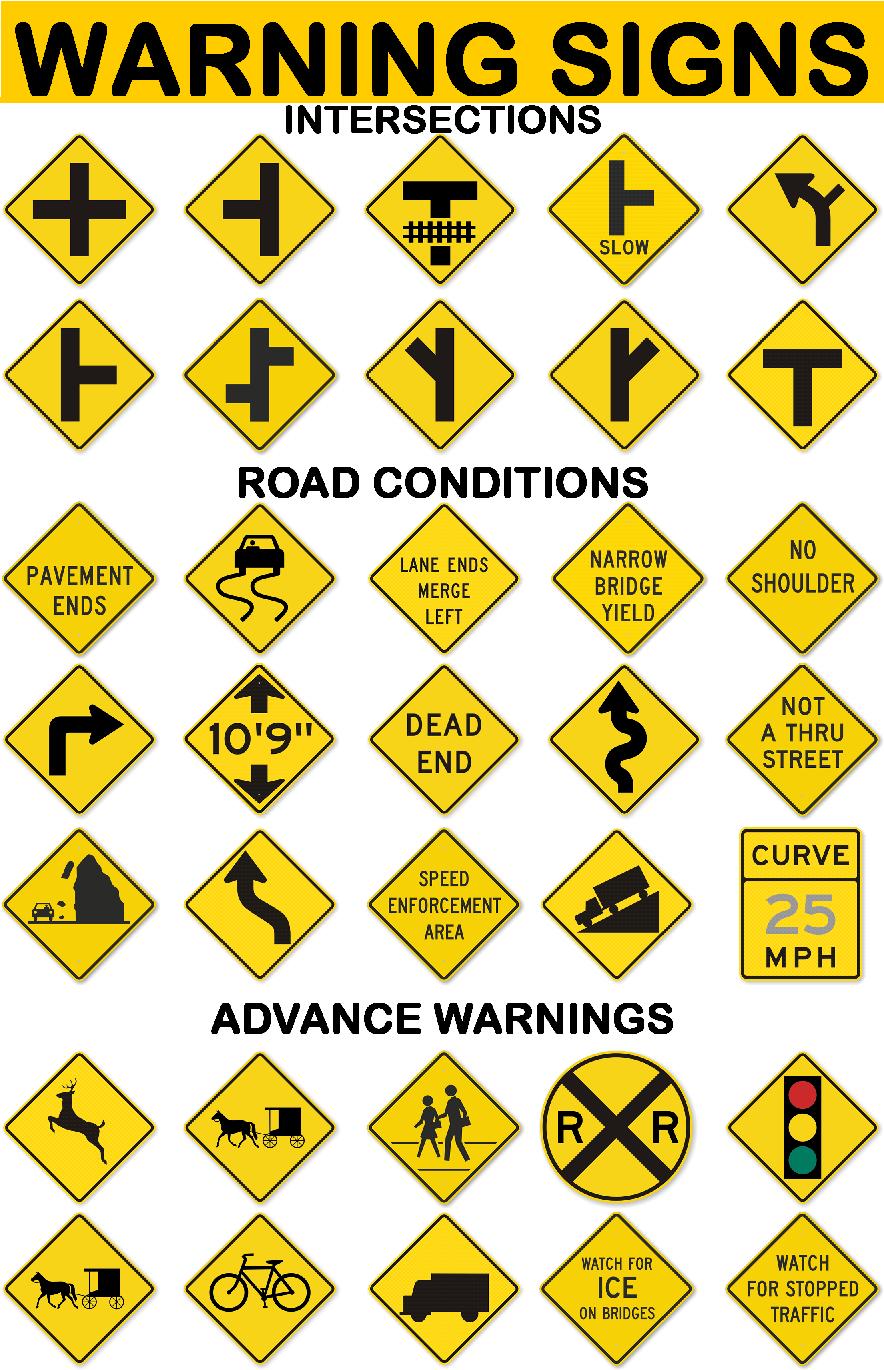 WARNING SIGNS
INTERSECTIONS
SLOW
ROAD CONDITIONS
PAVEMENT
ENDS
LANE ENDS
MERGE
LEFT
NARROW
BRIDGE
YIELD
NO
SHOULDER
10'9"
DEAD
END
NOT
A THRU
STREET
SPEED
ENFORCEMENT
AREA
CURVE
25
MPH
ADVANCE WARNINGS
R R
WATCH FOR
ICE
ON BRIDGES
WATCH
FOR STOPPED
TRAFFIC